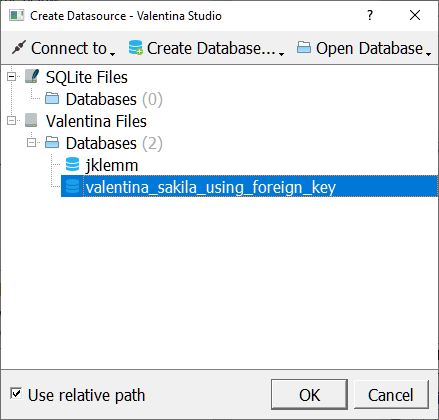 Create Datasource - Valentina Studio
Connect to Create Database... Open Database
SQLite Files
Databases (0)
Valentina Files
Databases (2)
jklemm
valentina_sakila_using_foreign_key
Use relative path OK Cancel